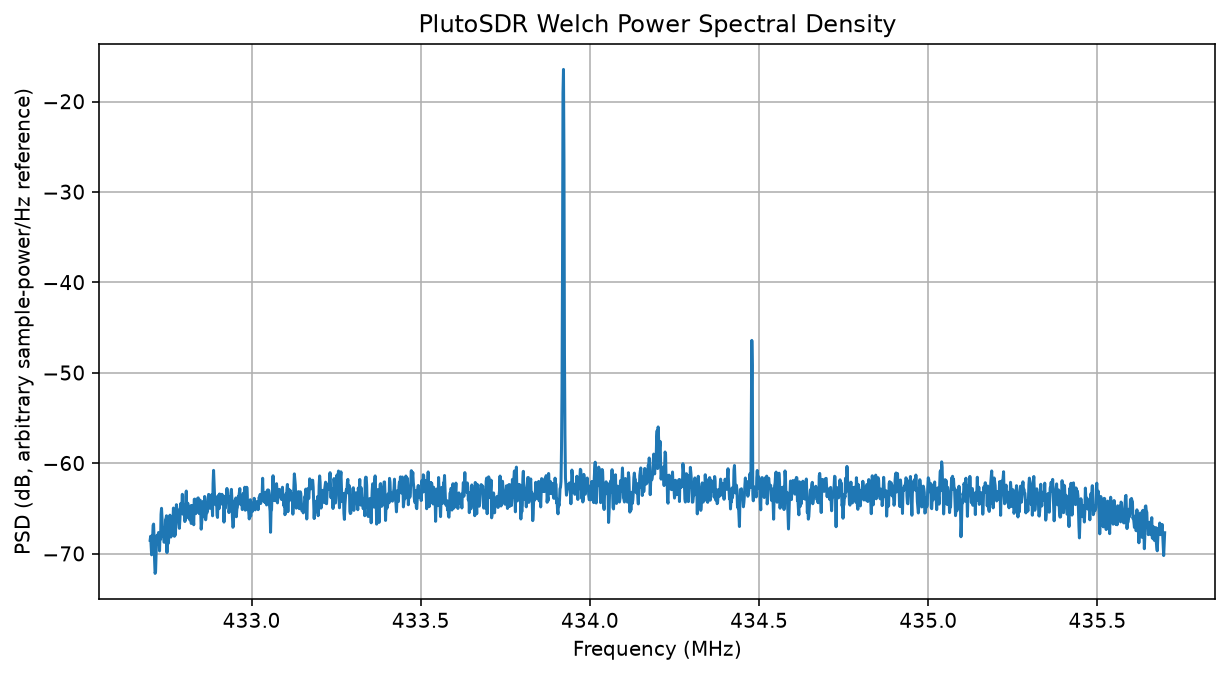 PlutoSDR Welch Power Spectral Density
PSD (dB, arbitrary sample-power/Hz reference)
−20
−30
−40
−50
−60
−70
433.0 433.5 434.0 434.5 435.0 435.5
Frequency (MHz)